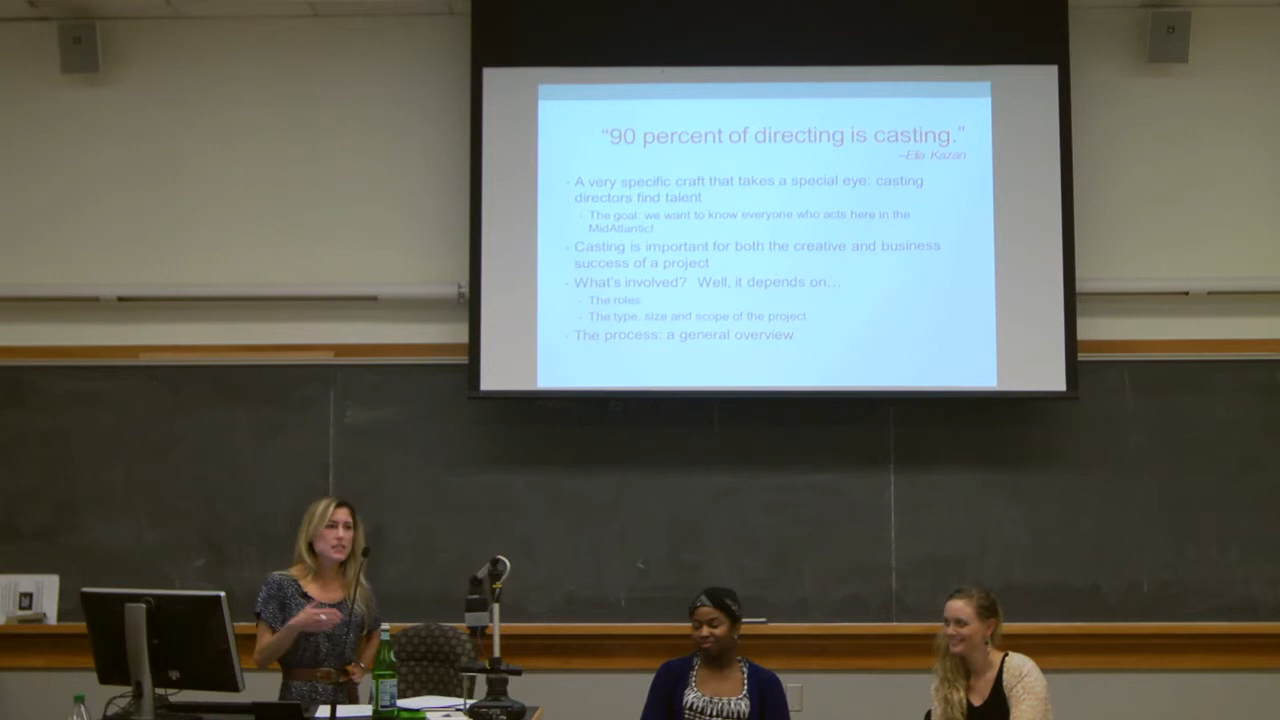 “90 percent of directing is casting.”
–Elia Kazan
A very specific craft that takes a special eye: casting
directors find talent
The goal: we want to know everyone who acts here in the
MidAtlantic!
Casting is important for both the creative and business
success of a project
What's involved? Well, it depends on…
The roles
The type, size and scope of the project
The process: a general overview